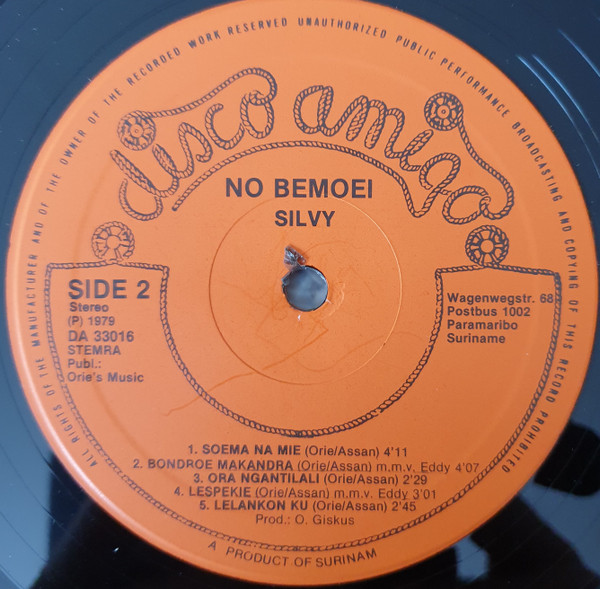 ALL RIGHTS OF THE MANUFACTURER AND OF THE OWNER OF THE RECORDED WORK RESERVED UNAUTHORIZED PUBLIC PERFORMANCE BROADCASTING AND COPYING OF THIS RECORD PROHIBITED
disco amigo
NO BEMOEI
SILVY
SIDE 2
Stereo
(P) 1979
DA 33016
STEMRA
Publ.:
Orie's Music
Wagenwegstr. 68
Postbus 1002
Paramaribo
Suriname
1. SOEMA NA MIE (Orie/Assan) 4'11
2. BONDROE MAKANDRA (Orie/Assan) m.m.v. Eddy 4'07
3. ORA NGANTILALI (Orie/Assan) 2'29
4. LESPEKIE (Orie/Assan) m.m.v. Eddy 3'01
5. LELANKON KU (Orie/Assan) 2'45
Prod.: O. Giskus
A PRODUCT OF SURINAM